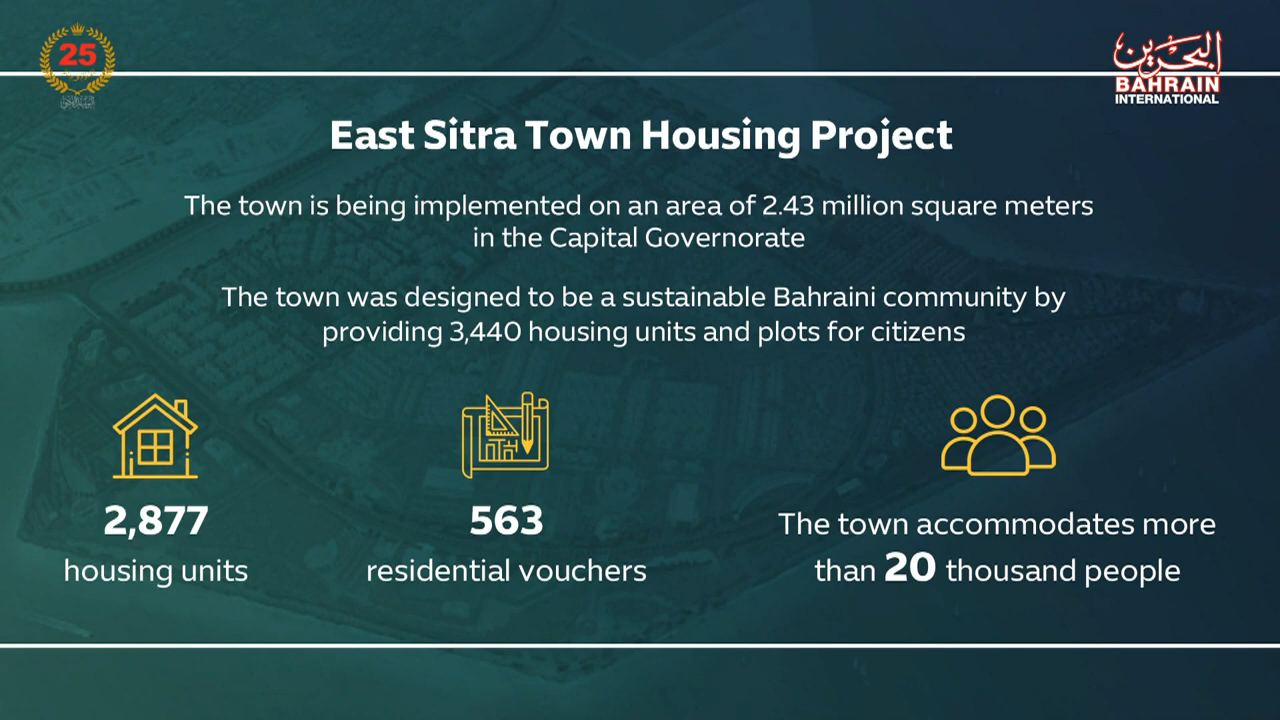 25
البحرين
BAHRAIN
INTERNATIONAL
East Sitra Town Housing Project
The town is being implemented on an area of 2.43 million square meters
in the Capital Governorate
The town was designed to be a sustainable Bahraini community by
providing 3,440 housing units and plots for citizens
2,877
housing units
563
residential vouchers
The town accommodates more
than 20 thousand people